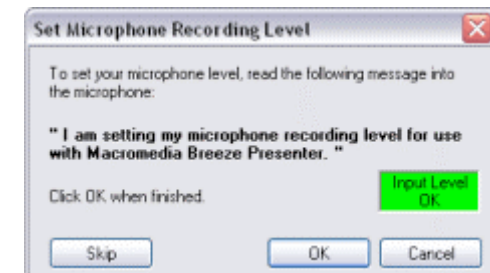 Set Microphone Recording Level
To set your microphone level, read the following message into
the microphone:
" I am setting my microphone recording level for use
with Macromedia Breeze Presenter. "
Click OK when finished.
Input Level
OK
Skip
OK
Cancel